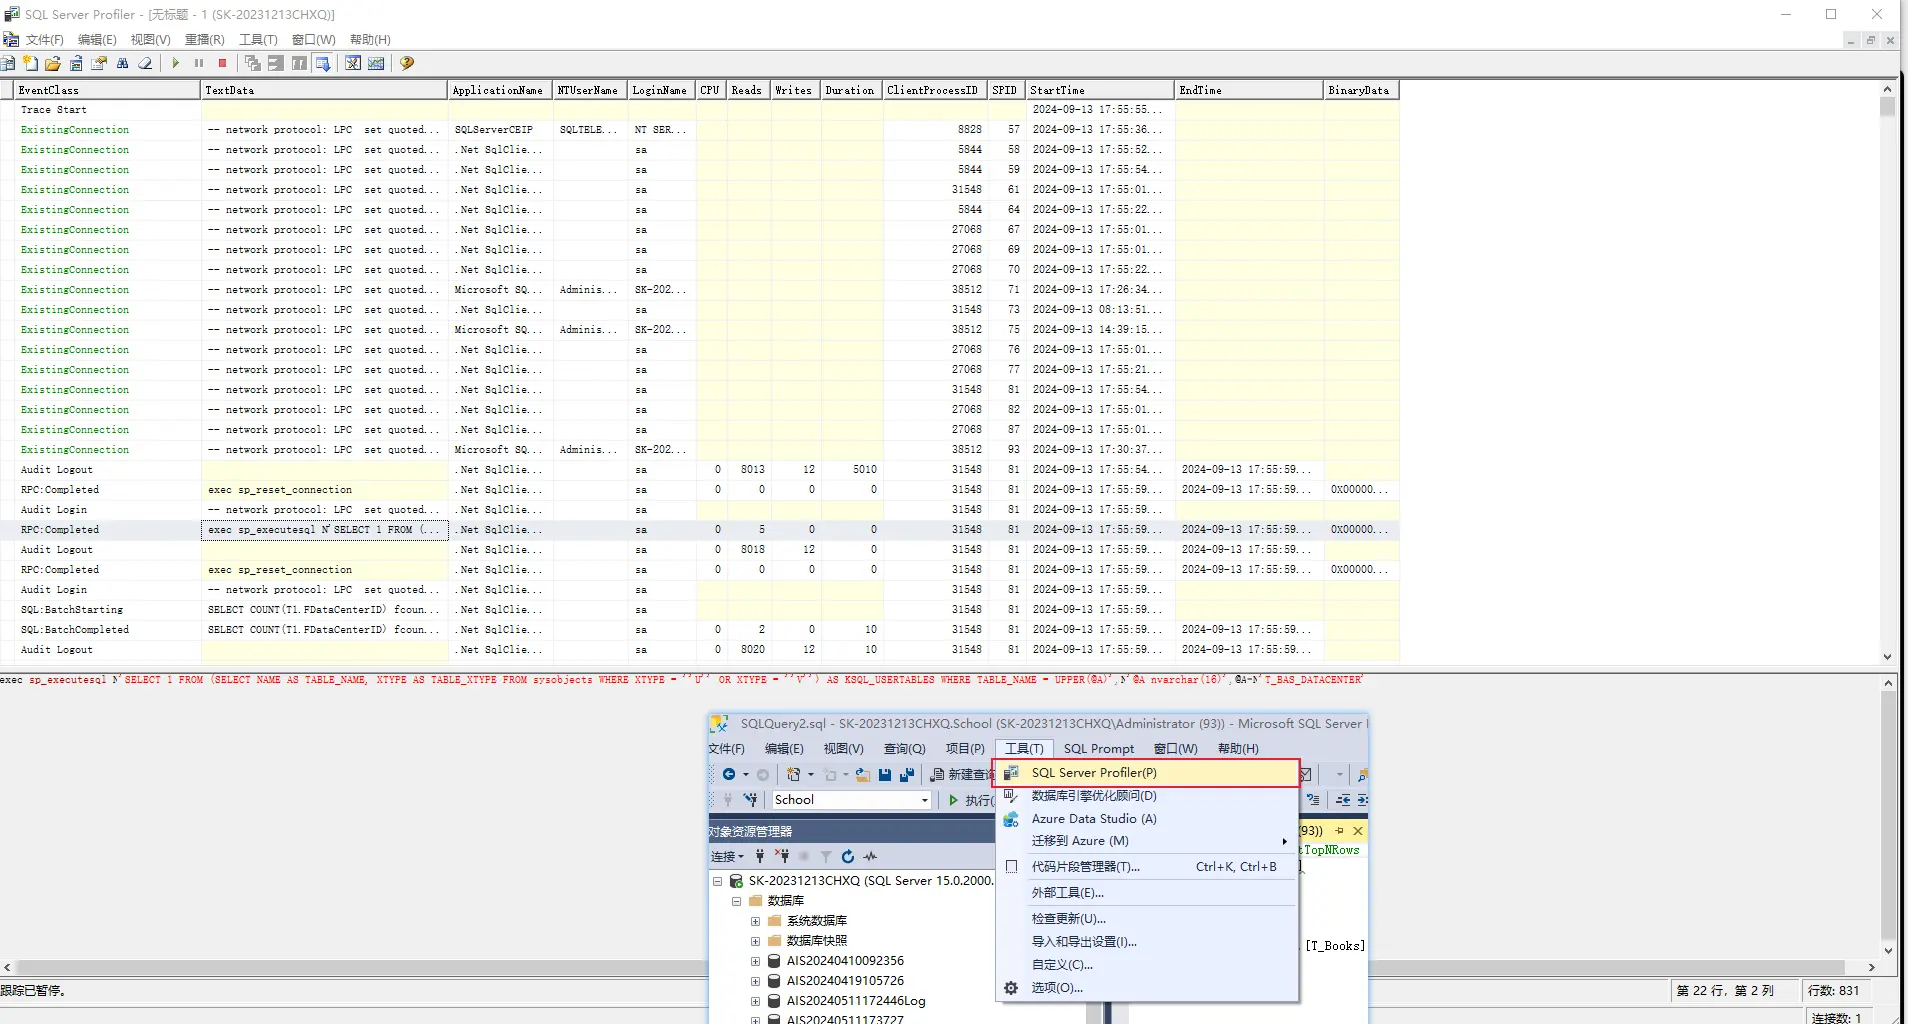 SQL Server Profiler - [无标题 - 1 (SK-20231213CHXQ)]
文件(F) 编辑(E) 视图(V) 重播(R) 工具(T) 窗口(W) 帮助(H)
EventClass TextData ApplicationName NTUserName LoginName CPU Reads Writes Duration ClientProcessID SPID StartTime EndTime BinaryData
Trace Start 2024-09-13 17:55:55...
ExistingConnection -- network protocol: LPC set quoted... SQLServerCEIP SQLTELE... NT SER... 8828 57 2024-09-13 17:55:36...
ExistingConnection -- network protocol: LPC set quoted... .Net SqlClie... sa 5844 58 2024-09-13 17:55:52...
ExistingConnection -- network protocol: LPC set quoted... .Net SqlClie... sa 5844 59 2024-09-13 17:55:54...
ExistingConnection -- network protocol: LPC set quoted... .Net SqlClie... sa 31548 61 2024-09-13 17:55:01...
ExistingConnection -- network protocol: LPC set quoted... .Net SqlClie... sa 5844 64 2024-09-13 17:55:22...
ExistingConnection -- network protocol: LPC set quoted... .Net SqlClie... sa 27068 67 2024-09-13 17:55:01...
ExistingConnection -- network protocol: LPC set quoted... .Net SqlClie... sa 27068 69 2024-09-13 17:55:01...
ExistingConnection -- network protocol: LPC set quoted... .Net SqlClie... sa 27068 70 2024-09-13 17:55:22...
ExistingConnection -- network protocol: LPC set quoted... Microsoft SQ... Adminis... SK-202... 38512 71 2024-09-13 17:26:34...
ExistingConnection -- network protocol: LPC set quoted... .Net SqlClie... sa 31548 73 2024-09-13 08:13:51...
ExistingConnection -- network protocol: LPC set quoted... Microsoft SQ... Adminis... SK-202... 38512 75 2024-09-13 14:39:15...
ExistingConnection -- network protocol: LPC set quoted... .Net SqlClie... sa 27068 76 2024-09-13 17:55:01...
ExistingConnection -- network protocol: LPC set quoted... .Net SqlClie... sa 27068 77 2024-09-13 17:55:21...
ExistingConnection -- network protocol: LPC set quoted... .Net SqlClie... sa 31548 81 2024-09-13 17:55:54...
ExistingConnection -- network protocol: LPC set quoted... .Net SqlClie... sa 27068 82 2024-09-13 17:55:01...
ExistingConnection -- network protocol: LPC set quoted... .Net SqlClie... sa 27068 87 2024-09-13 17:55:01...
ExistingConnection -- network protocol: LPC set quoted... Microsoft SQ... Adminis... SK-202... 38512 93 2024-09-13 17:30:37...
Audit Logout .Net SqlClie... sa 0 8013 12 5010 31548 81 2024-09-13 17:55:54... 2024-09-13 17:55:59...
RPC:Completed exec sp_reset_connection .Net SqlClie... sa 0 0 0 0 31548 81 2024-09-13 17:55:59... 2024-09-13 17:55:59... 0X00000...
Audit Login -- network protocol: LPC set quoted... .Net SqlClie... sa 31548 81 2024-09-13 17:55:59...
RPC:Completed exec sp_executesql N'SELECT 1 FROM (... .Net SqlClie... sa 0 5 0 0 31548 81 2024-09-13 17:55:59... 2024-09-13 17:55:59... 0X00000...
Audit Logout .Net SqlClie... sa 0 8018 12 0 31548 81 2024-09-13 17:55:59... 2024-09-13 17:55:59...
RPC:Completed exec sp_reset_connection .Net SqlClie... sa 0 0 0 0 31548 81 2024-09-13 17:55:59... 2024-09-13 17:55:59... 0X00000...
Audit Login -- network protocol: LPC set quoted... .Net SqlClie... sa 31548 81 2024-09-13 17:55:59...
SQL:BatchStarting SELECT COUNT(T1.FDataCenterID) fcoun... .Net SqlClie... sa 31548 81 2024-09-13 17:55:59...
SQL:BatchCompleted SELECT COUNT(T1.FDataCenterID) fcoun... .Net SqlClie... sa 0 2 0 10 31548 81 2024-09-13 17:55:59... 2024-09-13 17:55:59...
Audit Logout .Net SqlClie... sa 0 8020 12 10 31548 81 2024-09-13 17:55:59... 2024-09-13 17:55:59...
exec sp_executesql N'SELECT 1 FROM (SELECT NAME AS TABLE_NAME, XTYPE AS TABLE_XTYPE FROM sysobjects WHERE XTYPE = ''U'' OR XTYPE = ''V'') AS KSQL_USERTABLES WHERE TABLE_NAME = UPPER(@A)',N'@A nvarchar(16)',@A=N'T_BAS_DATACENTER'
SQLQuery2.sql - SK-20231213CHXQ.School (SK-20231213CHXQ\Administrator (93)) - Microsoft SQL Server
文件(F) 编辑(E) 视图(V) 查询(Q) 项目(P) 工具(T) SQL Prompt 窗口(W) 帮助(H)
新建查询
SQL Server Profiler(P)
School 执行(
数据库引擎优化顾问(D)
Azure Data Studio (A)
对象资源管理器
(93))
迁移到 Azure (M)
tTopNRows
连接
代码片段管理器(T)... Ctrl+K, Ctrl+B
SK-20231213CHXQ (SQL Server 15.0.2000.
外部工具(E)...
数据库
检查更新(U)...
系统数据库
导入和导出设置(I)...
数据库快照
[T_Books]
AIS20240410092356
自定义(C)...
AIS20240419105726
选项(O)...
AIS20240511172446Log
AIS20240511173727
跟踪已暂停。
第 22 行，第 2 列 行数: 831
连接数: 1